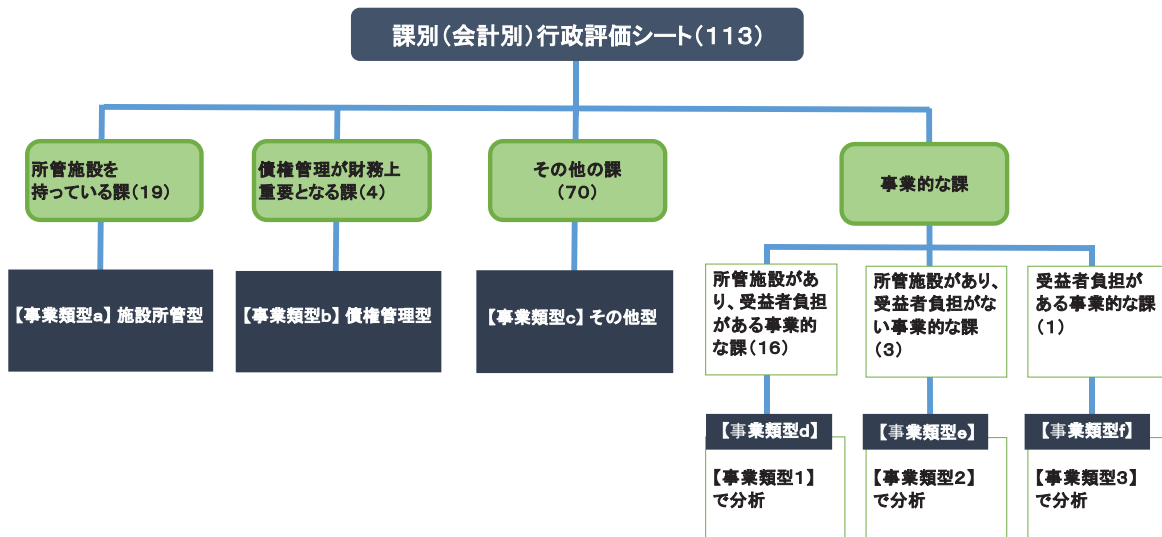 課別（会計別）行政評価シート（113）
所管施設を
持っている課（19）
債権管理が財務上
重要となる課（4）
その他の課
（70）
事業的な課
【事業類型a】 施設所管型
【事業類型b】 債権管理型
【事業類型c】 その他型
所管施設があ
り、受益者負担
がある事業的
な課（16）
所管施設があり、
受益者負担がな
い事業的な課
（3）
受益者負担が
ある事業的な課
（1）
【事業類型d】
【事業類型e】
【事業類型f】
【事業類型1】
で分析
【事業類型2】
で分析
【事業類型3】
で分析